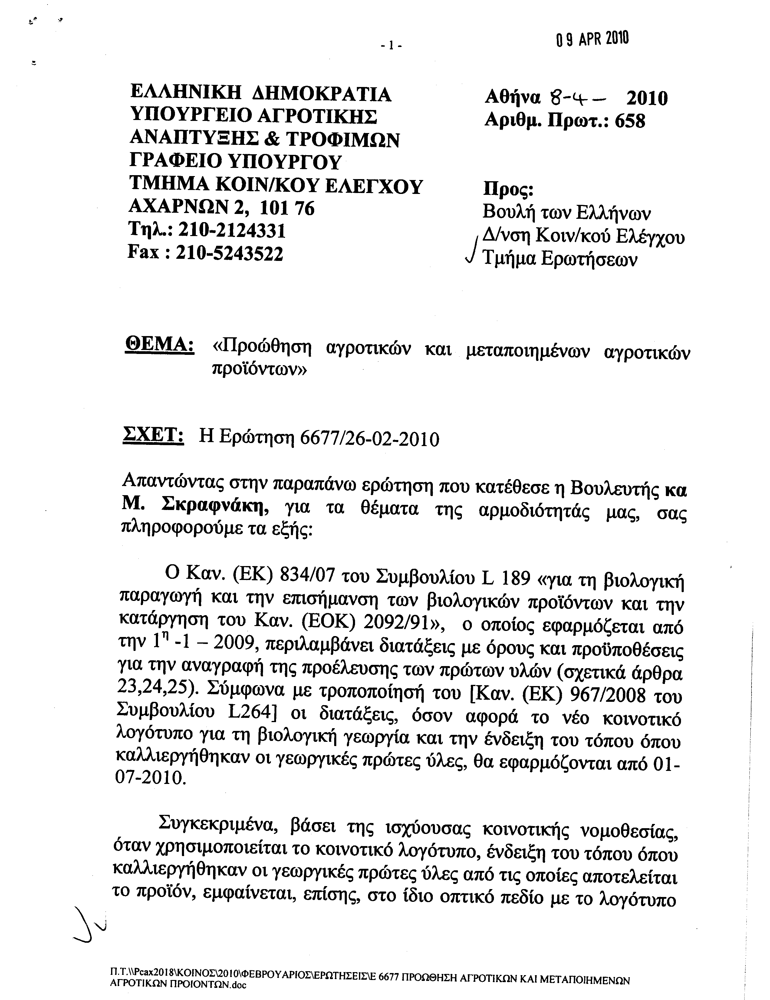 09 APR 2010
- 1 -
ΕΛΛΗΝΙΚΗ ΔΗΜΟΚΡΑΤΙΑ
ΥΠΟΥΡΓΕΙΟ ΑΓΡΟΤΙΚΗΣ
ΑΝΑΠΤΥΞΗΣ & ΤΡΟΦΙΜΩΝ
ΓΡΑΦΕΙΟ ΥΠΟΥΡΓΟΥ
ΤΜΗΜΑ ΚΟΙΝ/ΚΟΥ ΕΛΕΓΧΟΥ
ΑΧΑΡΝΩΝ 2, 101 76
Τηλ.: 210-2124331
Fax : 210-5243522
Αθήνα 8-4- 2010
Αριθμ. Πρωτ.: 658
Προς:
Βουλή των Ελλήνων
Δ/νση Κοιν/κού Ελέγχου
Τμήμα Ερωτήσεων
ΘΕΜΑ: «Προώθηση αγροτικών και μεταποιημένων αγροτικών
προϊόντων»
ΣΧΕΤ: Η Ερώτηση 6677/26-02-2010
Απαντώντας στην παραπάνω ερώτηση που κατέθεσε η Βουλευτής κα
Μ. Σκραφνάκη, για τα θέματα της αρμοδιότητάς μας, σας
πληροφορούμε τα εξής:
Ο Καν. (ΕΚ) 834/07 του Συμβουλίου L 189 «για τη βιολογική
παραγωγή και την επισήμανση των βιολογικών προϊόντων και την
κατάργηση του Καν. (ΕΟΚ) 2092/91», ο οποίος εφαρμόζεται από
την 1η -1 – 2009, περιλαμβάνει διατάξεις με όρους και προϋποθέσεις
για την αναγραφή της προέλευσης των πρώτων υλών (σχετικά άρθρα
23,24,25). Σύμφωνα με τροποποίησή του [Καν. (ΕΚ) 967/2008 του
Συμβουλίου L264] οι διατάξεις, όσον αφορά το νέο κοινοτικό
λογότυπο για τη βιολογική γεωργία και την ένδειξη του τόπου όπου
καλλιεργήθηκαν οι γεωργικές πρώτες ύλες, θα εφαρμόζονται από 01-
07-2010.
Συγκεκριμένα, βάσει της ισχύουσας κοινοτικής νομοθεσίας,
όταν χρησιμοποιείται το κοινοτικό λογότυπο, ένδειξη του τόπου όπου
καλλιεργήθηκαν οι γεωργικές πρώτες ύλες από τις οποίες αποτελείται
το προϊόν, εμφαίνεται, επίσης, στο ίδιο οπτικό πεδίο με το λογότυπο
Π.Τ.\\Pcax2018\ΚΟΙΝΟΣ\2010\ΦΕΒΡΟΥΑΡΙΟΣ\ΕΡΩΤΗΣΕΙΣ\Ε 6677 ΠΡΟΩΘΗΣΗ ΑΓΡΟΤΙΚΩΝ ΚΑΙ ΜΕΤΑΠΟΙΗΜΕΝΩΝ
ΑΓΡΟΤΙΚΩΝ ΠΡΟΙΟΝΤΩΝ.doc